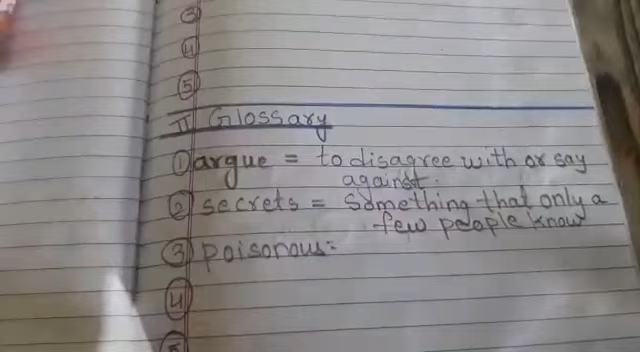 3
4
5
II Glossary
1 argue = to disagree with or say
against.
2 secrets = Something that only a
few people know
3 poisonous:
4
5